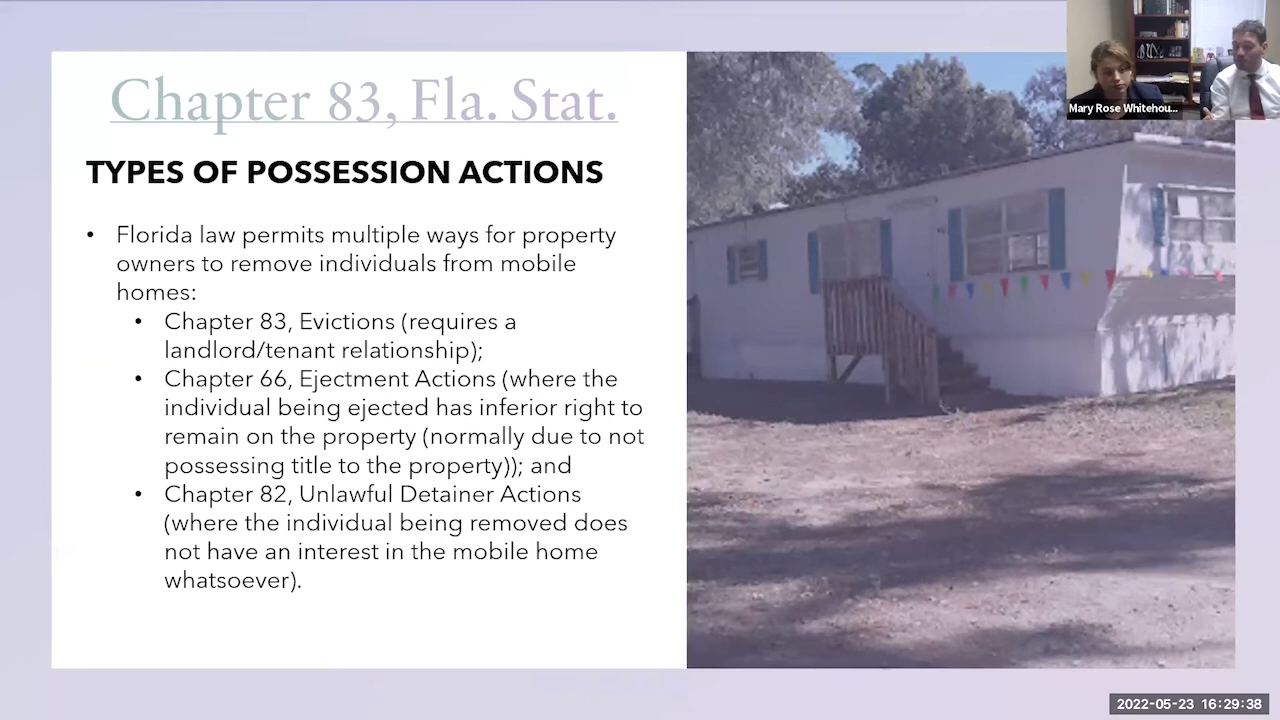 Chapter 83, Fla. Stat.
TYPES OF POSSESSION ACTIONS
• Florida law permits multiple ways for property
owners to remove individuals from mobile
homes:
• Chapter 83, Evictions (requires a
landlord/tenant relationship);
• Chapter 66, Ejectment Actions (where the
individual being ejected has inferior right to
remain on the property (normally due to not
possessing title to the property)); and
• Chapter 82, Unlawful Detainer Actions
(where the individual being removed does
not have an interest in the mobile home
whatsoever).
Mary Rose Whitehou...
2022-05-23 16:29:38